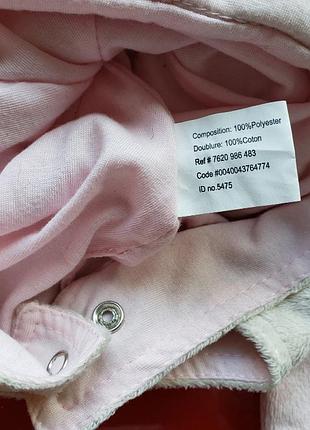 Composition: 100%Polyester
Doublure: 100%Coton
Ref # 7620 986 483
Code #0040043764774
ID no.5475